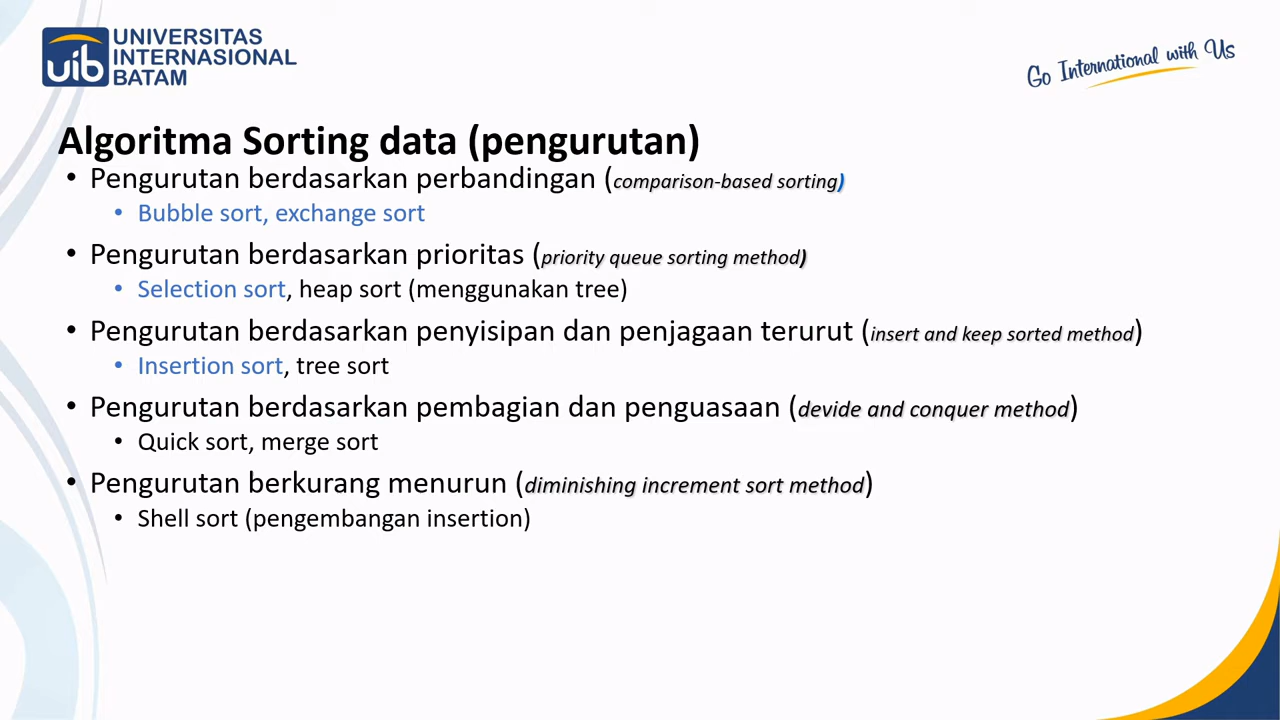 uib
UNIVERSITAS
INTERNASIONAL
BATAM
Go International with Us
Algoritma Sorting data (pengurutan)
• Pengurutan berdasarkan perbandingan (comparison-based sorting)
• Bubble sort, exchange sort
• Pengurutan berdasarkan prioritas (priority queue sorting method)
• Selection sort, heap sort (menggunakan tree)
• Pengurutan berdasarkan penyisipan dan penjagaan terurut (insert and keep sorted method)
• Insertion sort, tree sort
• Pengurutan berdasarkan pembagian dan penguasaan (devide and conquer method)
• Quick sort, merge sort
• Pengurutan berkurang menurun (diminishing increment sort method)
• Shell sort (pengembangan insertion)